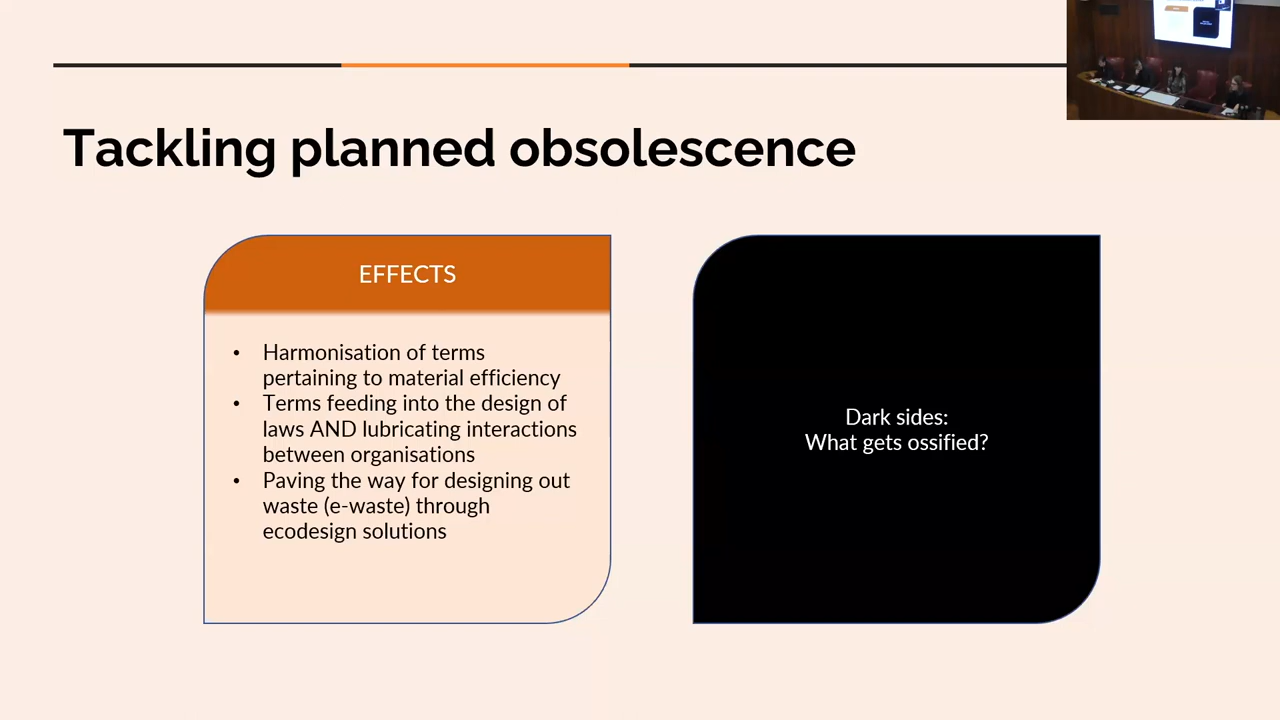 Tackling planned obsolescence
EFFECTS
• Harmonisation of terms
pertaining to material efficiency
• Terms feeding into the design of
laws AND lubricating interactions
between organisations
• Paving the way for designing out
waste (e-waste) through
ecodesign solutions
Dark sides:
What gets ossified?